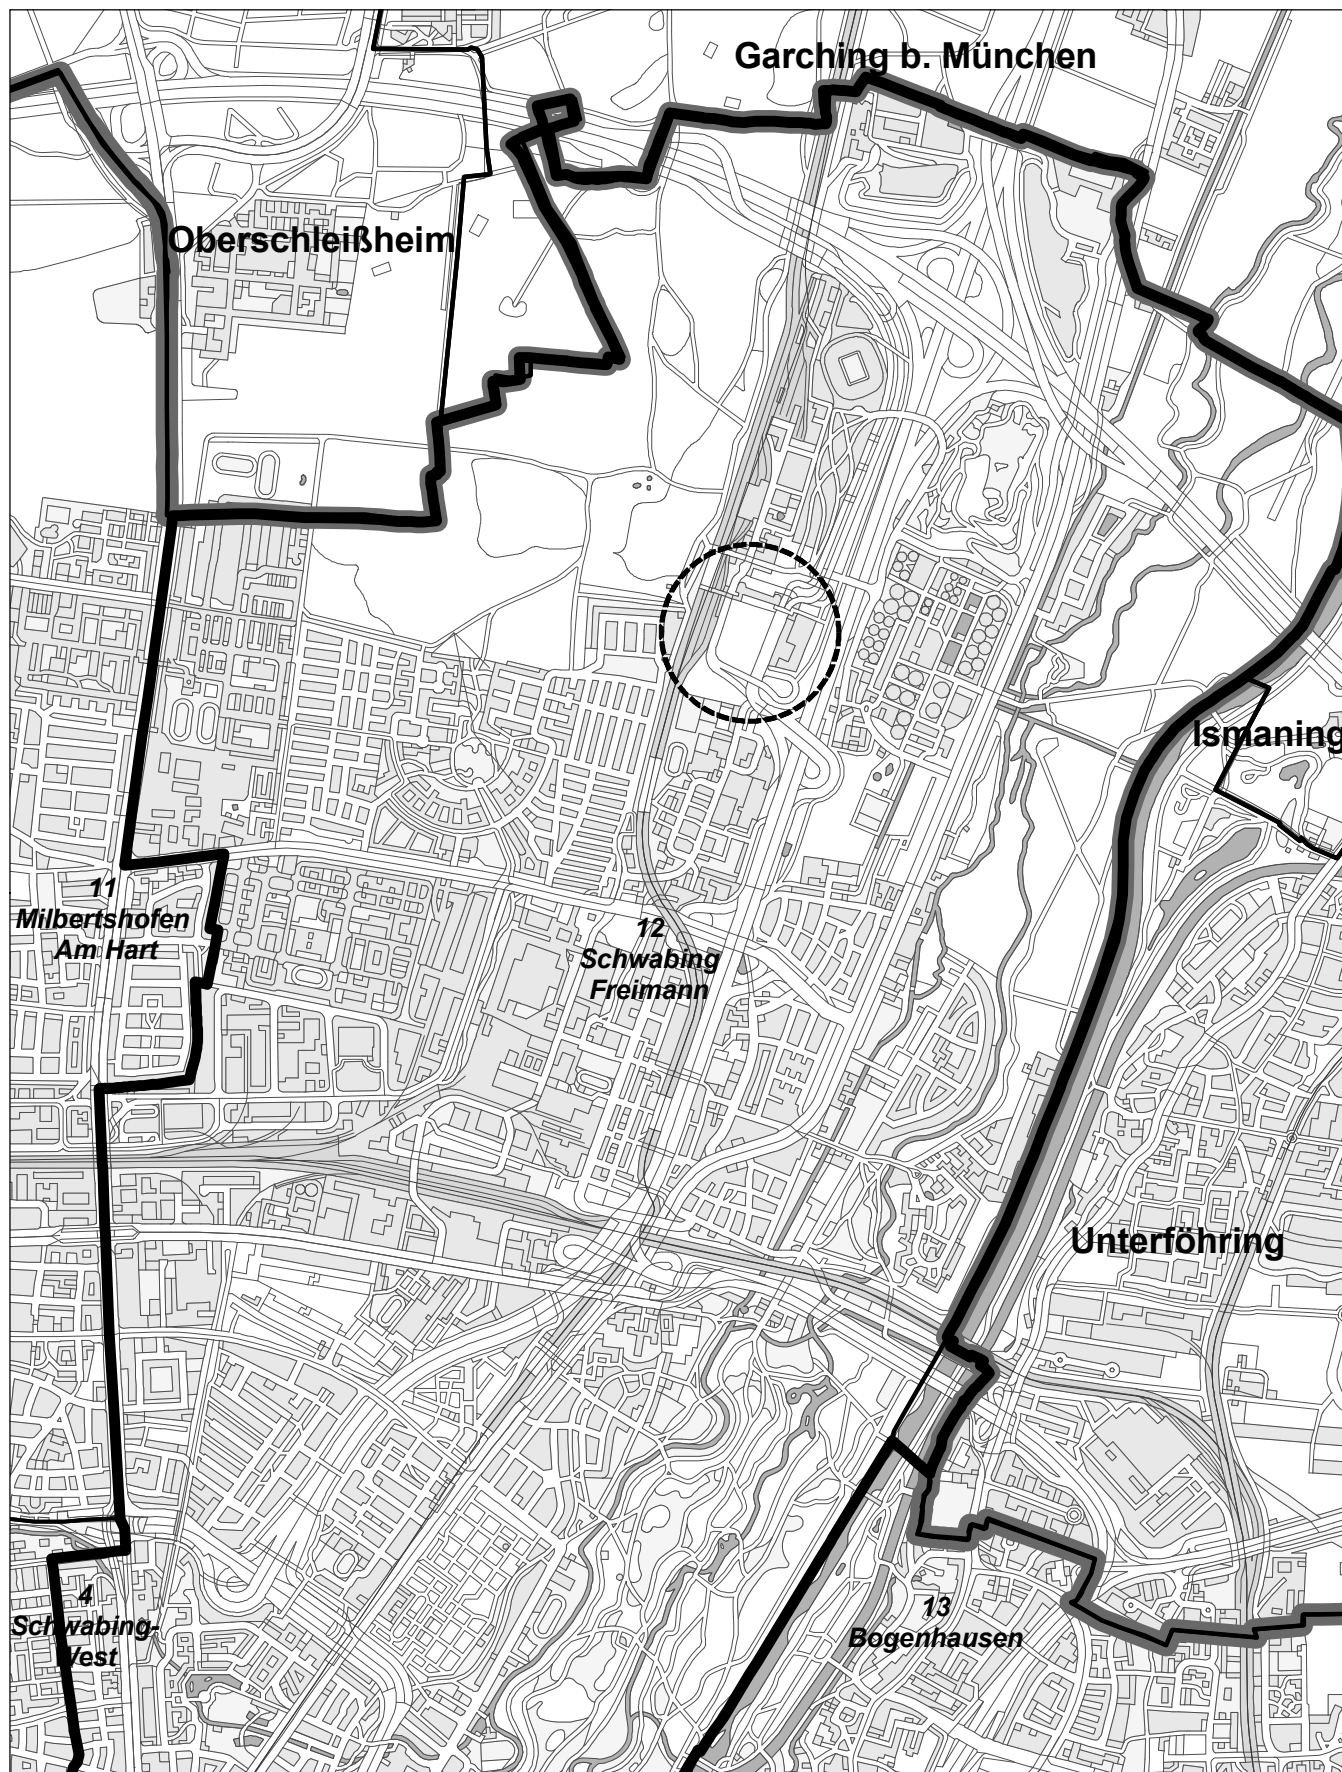 Garching b. München
Oberschleißheim
Ismaning
11
Milbertshofen
Am Hart
12
Schwabing
Freimann
Unterföhring
4
Schwabing-
West
13
Bogenhausen